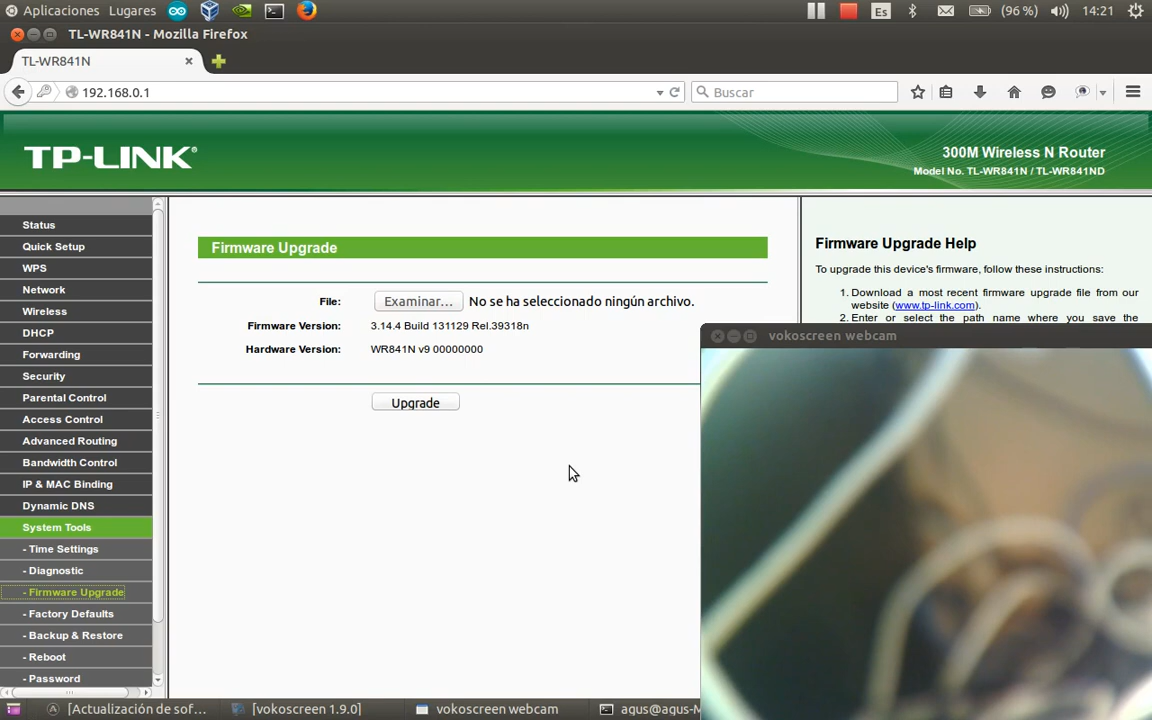 Aplicaciones Lugares Es (96 %) 14:21
TL-WR841N - Mozilla Firefox
TL-WR841N
192.168.0.1 Buscar
TP-LINK®
300M Wireless N Router
Model No. TL-WR841N / TL-WR841ND
Status
Quick Setup
WPS
Network
Wireless
DHCP
Forwarding
Security
Parental Control
Access Control
Advanced Routing
Bandwidth Control
IP & MAC Binding
Dynamic DNS
System Tools
- Time Settings
- Diagnostic
- Firmware Upgrade
- Factory Defaults
- Backup & Restore
- Reboot
- Password
Firmware Upgrade
File: Examinar... No se ha seleccionado ningún archivo.
Firmware Version: 3.14.4 Build 131129 Rel.39318n
Hardware Version: WR841N v9 00000000
Upgrade
Firmware Upgrade Help
To upgrade this device's firmware, follow these instructions:
1. Download a most recent firmware upgrade file from our
website (www.tp-link.com).
2. Enter or select the path name where you save the
vokoscreen webcam
[Actualización de sof... [vokoscreen 1.9.0] vokoscreen webcam agus@agus-M